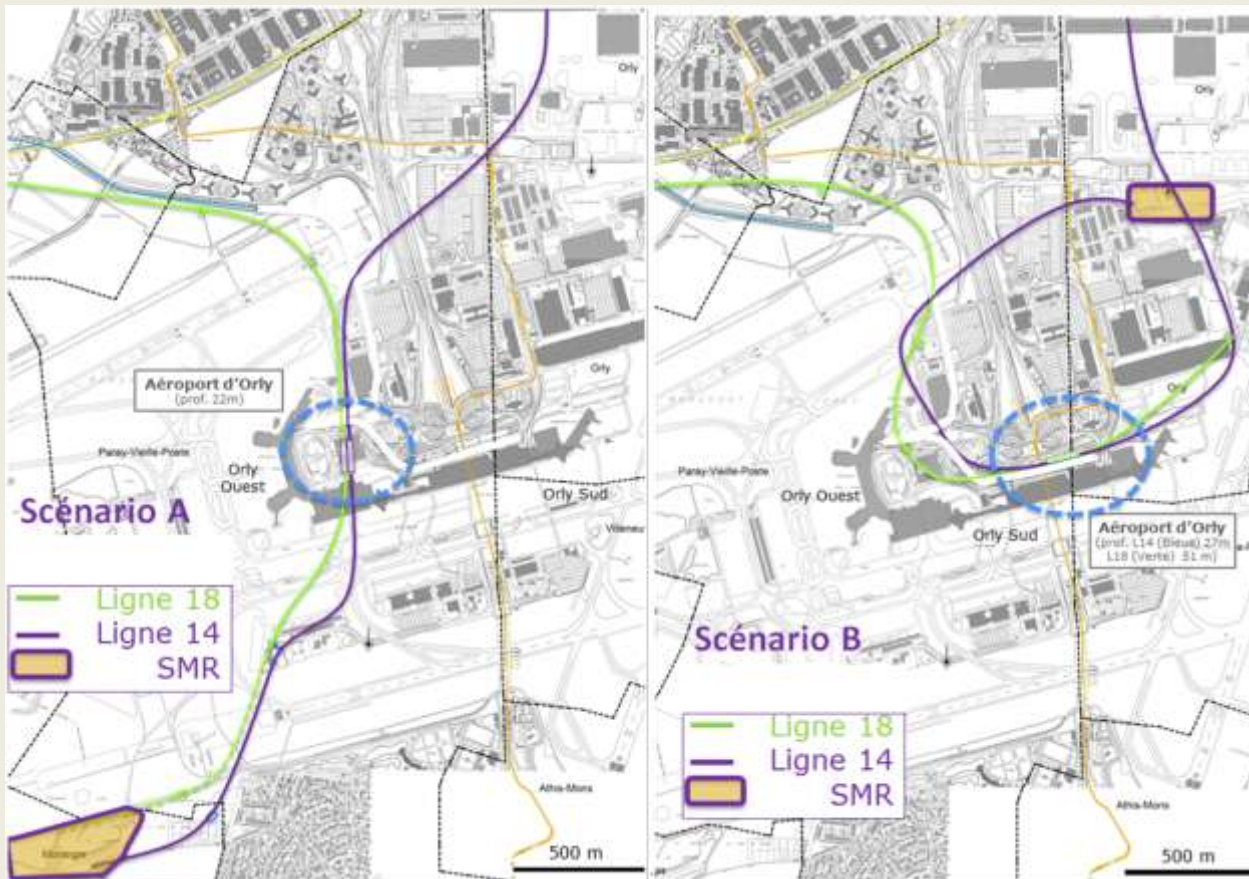 Orly
Aéroport d'Orly
(prof. 22m)
Orly
Paray-Vieille-Poste
Orly
Ouest
Orly Sud
Scénario A
Ligne 18
Ligne 14
SMR
Morangis
Athis-Mons
500 m
Orly
Orly
Paray-Vieille-Poste
Orly Ouest
Orly Sud
Aéroport d'Orly
(prof. L14 (Bleue) 27m
L18 (Verte) 31 m)
Scénario B
Ligne 18
Ligne 14
SMR
Athis-Mons
500 m